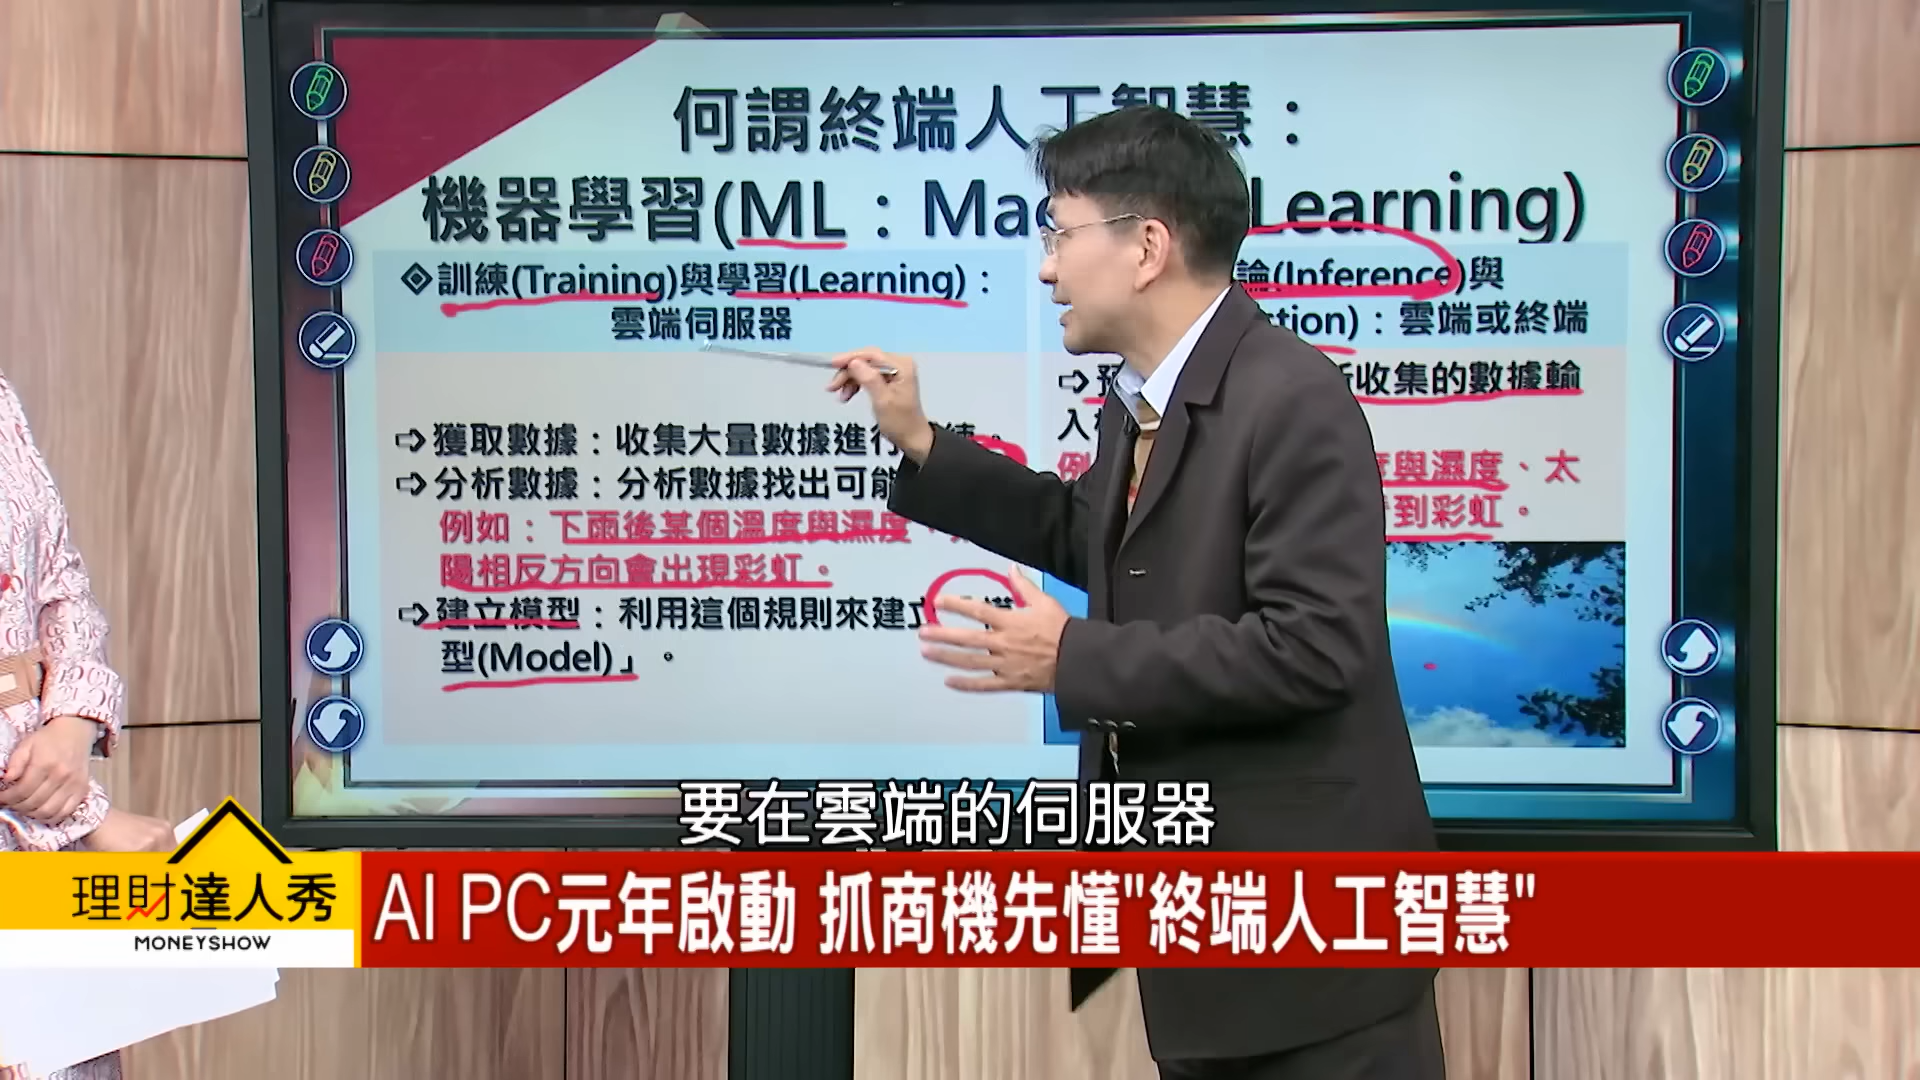 何謂終端人工智慧：
機器學習(ML：Mac Learning)
訓練(Training)與學習(Learning)：
雲端伺服器
獲取數據：收集大量數據進行
分析數據：分析數據找出可能
例如：下雨後某個溫度與濕度、
陽相反方向會出現彩虹。
建立模型：利用這個規則來建立
型(Model)」。
論(Inference)與
ction)：雲端或終端
收集的數據輸
入
例 度與濕度、太
看到彩虹。
要在雲端的伺服器
理財達人秀
MONEYSHOW
AI PC元年啟動 抓商機先懂"終端人工智慧"